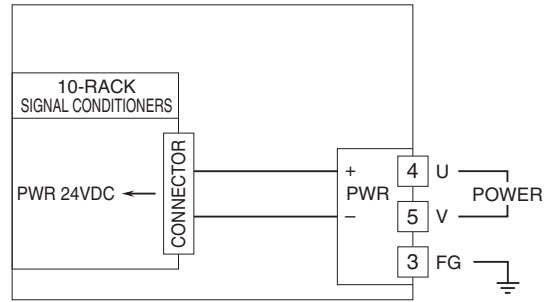 10-RACK
SIGNAL CONDITIONERS
CONNECTOR
PWR 24VDC
+
PWR
–
4 U
POWER
5 V
3 FG